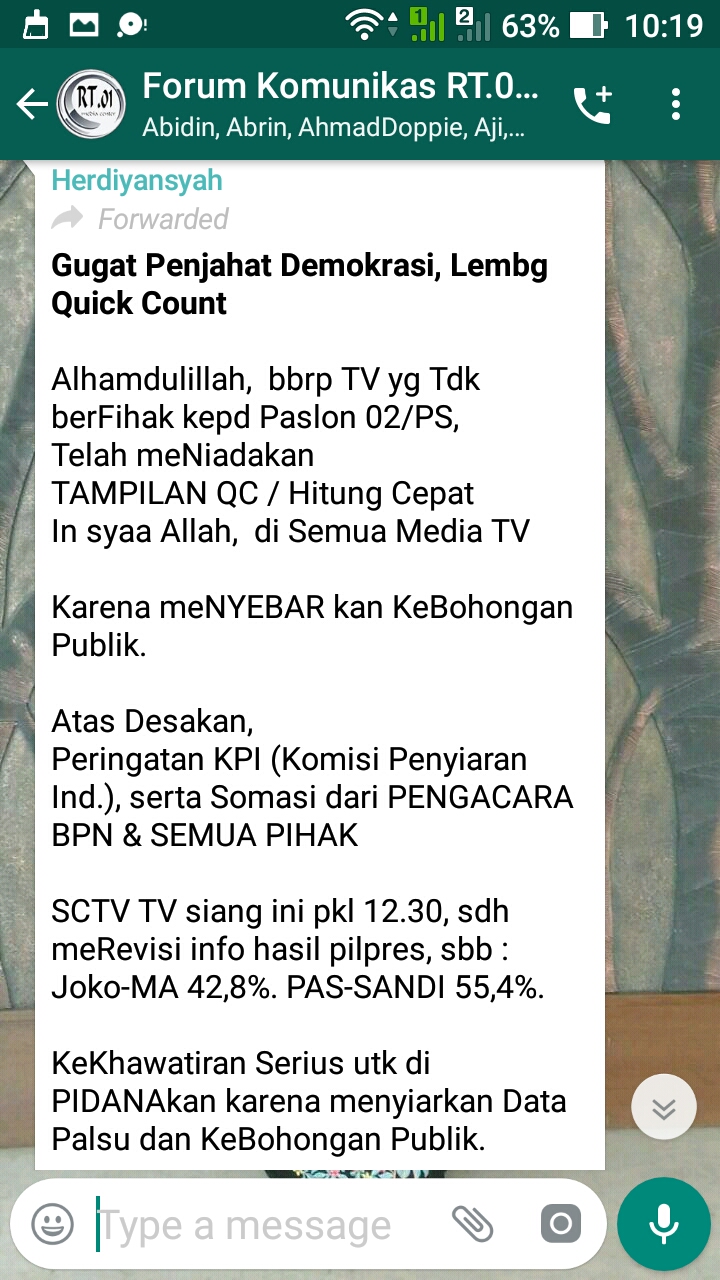 1 2 63% 10:19
RT.01
media center
Forum Komunikas RT.0...
Abidin, Abrin, AhmadDoppie, Aji,...
Herdiyansyah
Forwarded
Gugat Penjahat Demokrasi, Lembg
Quick Count
Alhamdulillah, bbrp TV yg Tdk
berFihak kepd Paslon 02/PS,
Telah meNiadakan
TAMPILAN QC / Hitung Cepat
In syaa Allah, di Semua Media TV
Karena meNYEBAR kan KeBohongan
Publik.
Atas Desakan,
Peringatan KPI (Komisi Penyiaran
Ind.), serta Somasi dari PENGACARA
BPN & SEMUA PIHAK
SCTV TV siang ini pkl 12.30, sdh
meRevisi info hasil pilpres, sbb :
Joko-MA 42,8%. PAS-SANDI 55,4%.
KeKhawatiran Serius utk di
PIDANAkan karena menyiarkan Data
Palsu dan KeBohongan Publik.
Type a message